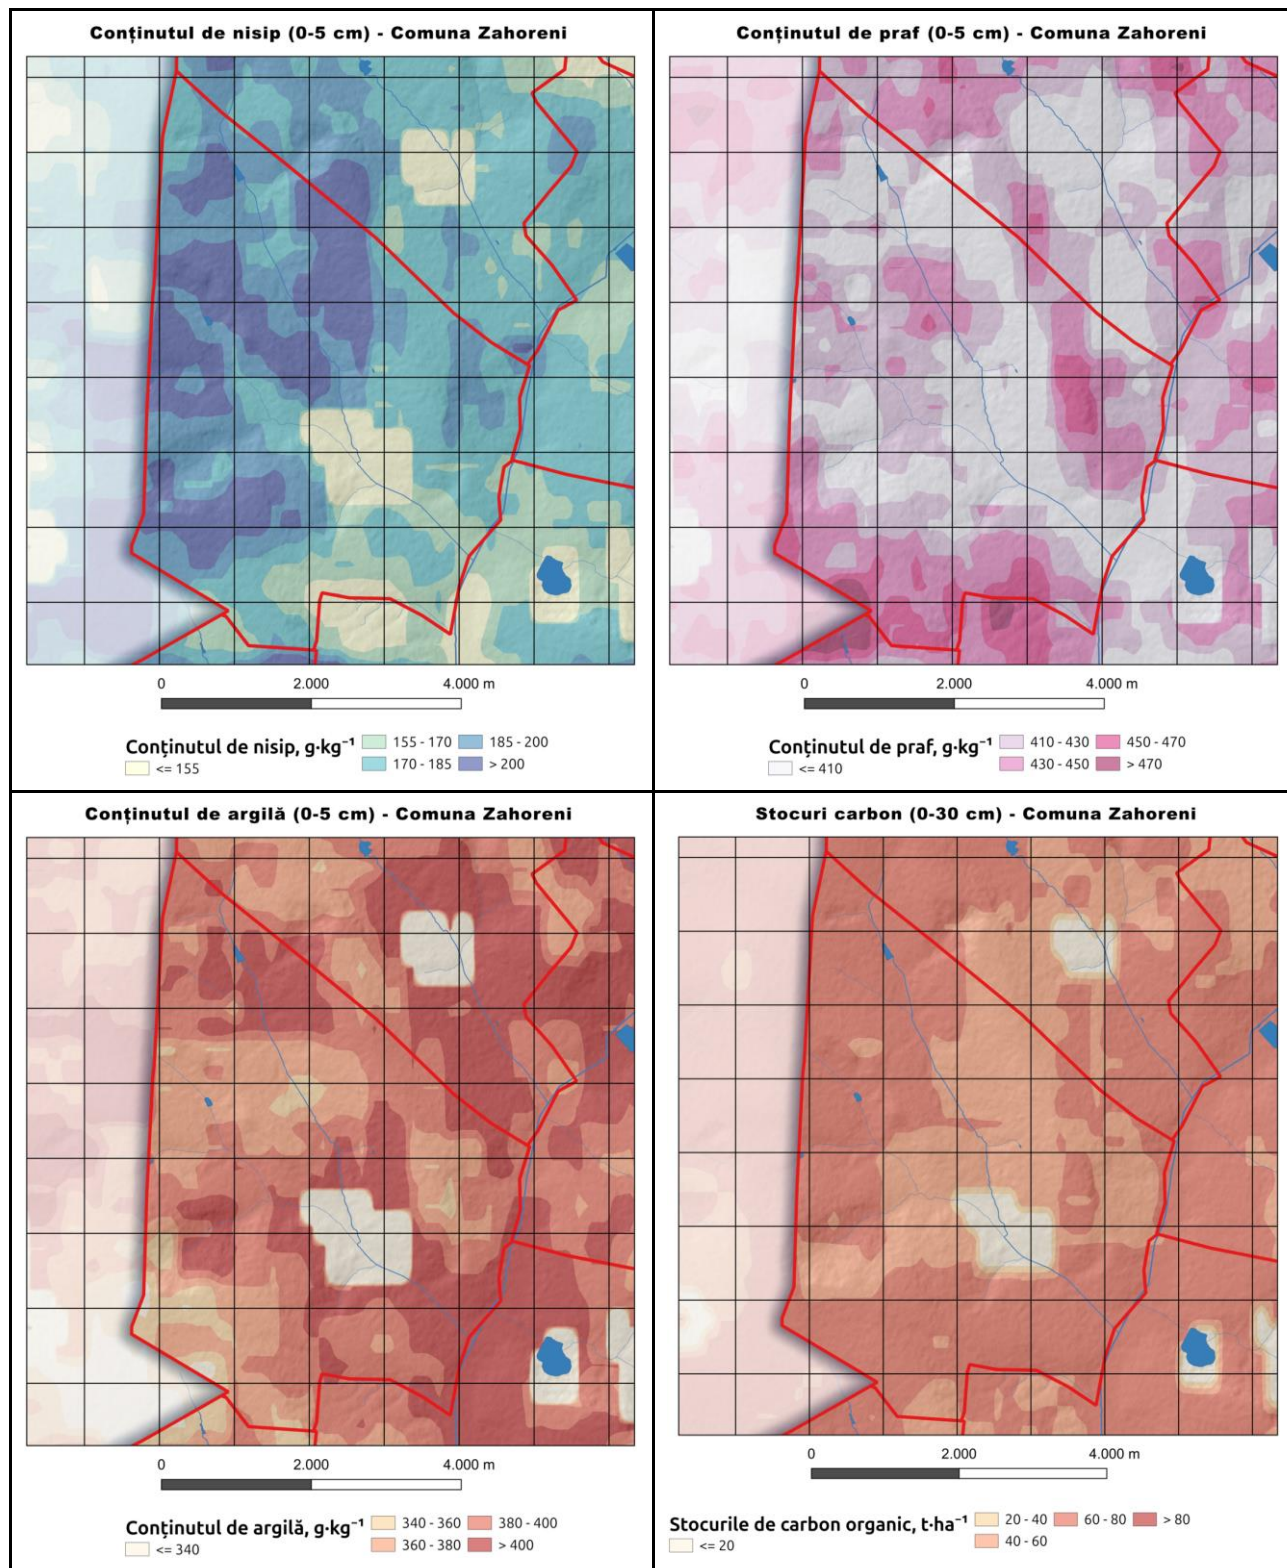 Conținutul de nisip (0-5 cm) - Comuna Zahoreni
0 2.000 4.000 m
Conținutul de nisip, g·kg⁻¹
<= 155
155 - 170
170 - 185
185 - 200
> 200
Conținutul de praf (0-5 cm) - Comuna Zahoreni
0 2.000 4.000 m
Conținutul de praf, g·kg⁻¹
<= 410
410 - 430
430 - 450
450 - 470
> 470
Conținutul de argilă (0-5 cm) - Comuna Zahoreni
0 2.000 4.000 m
Conținutul de argilă, g·kg⁻¹
<= 340
340 - 360
360 - 380
380 - 400
> 400
Stocuri carbon (0-30 cm) - Comuna Zahoreni
0 2.000 4.000 m
Stocurile de carbon organic, t·ha⁻¹
<= 20
20 - 40
40 - 60
60 - 80
> 80